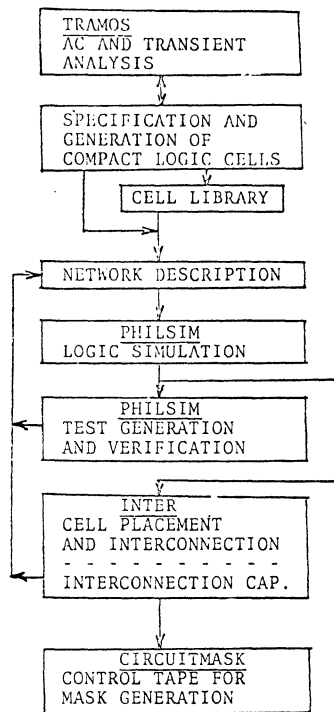 TRAMOS
AC AND TRANSIENT
ANALYSIS
SPECIFICATION AND
GENERATION OF
COMPACT LOGIC CELLS
CELL LIBRARY
NETWORK DESCRIPTION
PHILSIM
LOGIC SIMULATION
PHILSIM
TEST GENERATION
AND VERIFICATION
INTER
CELL PLACEMENT
AND INTERCONNECTION
- - - - - - - - - - -
INTERCONNECTION CAP.
CIRCUITMASK
CONTROL TAPE FOR
MASK GENERATION